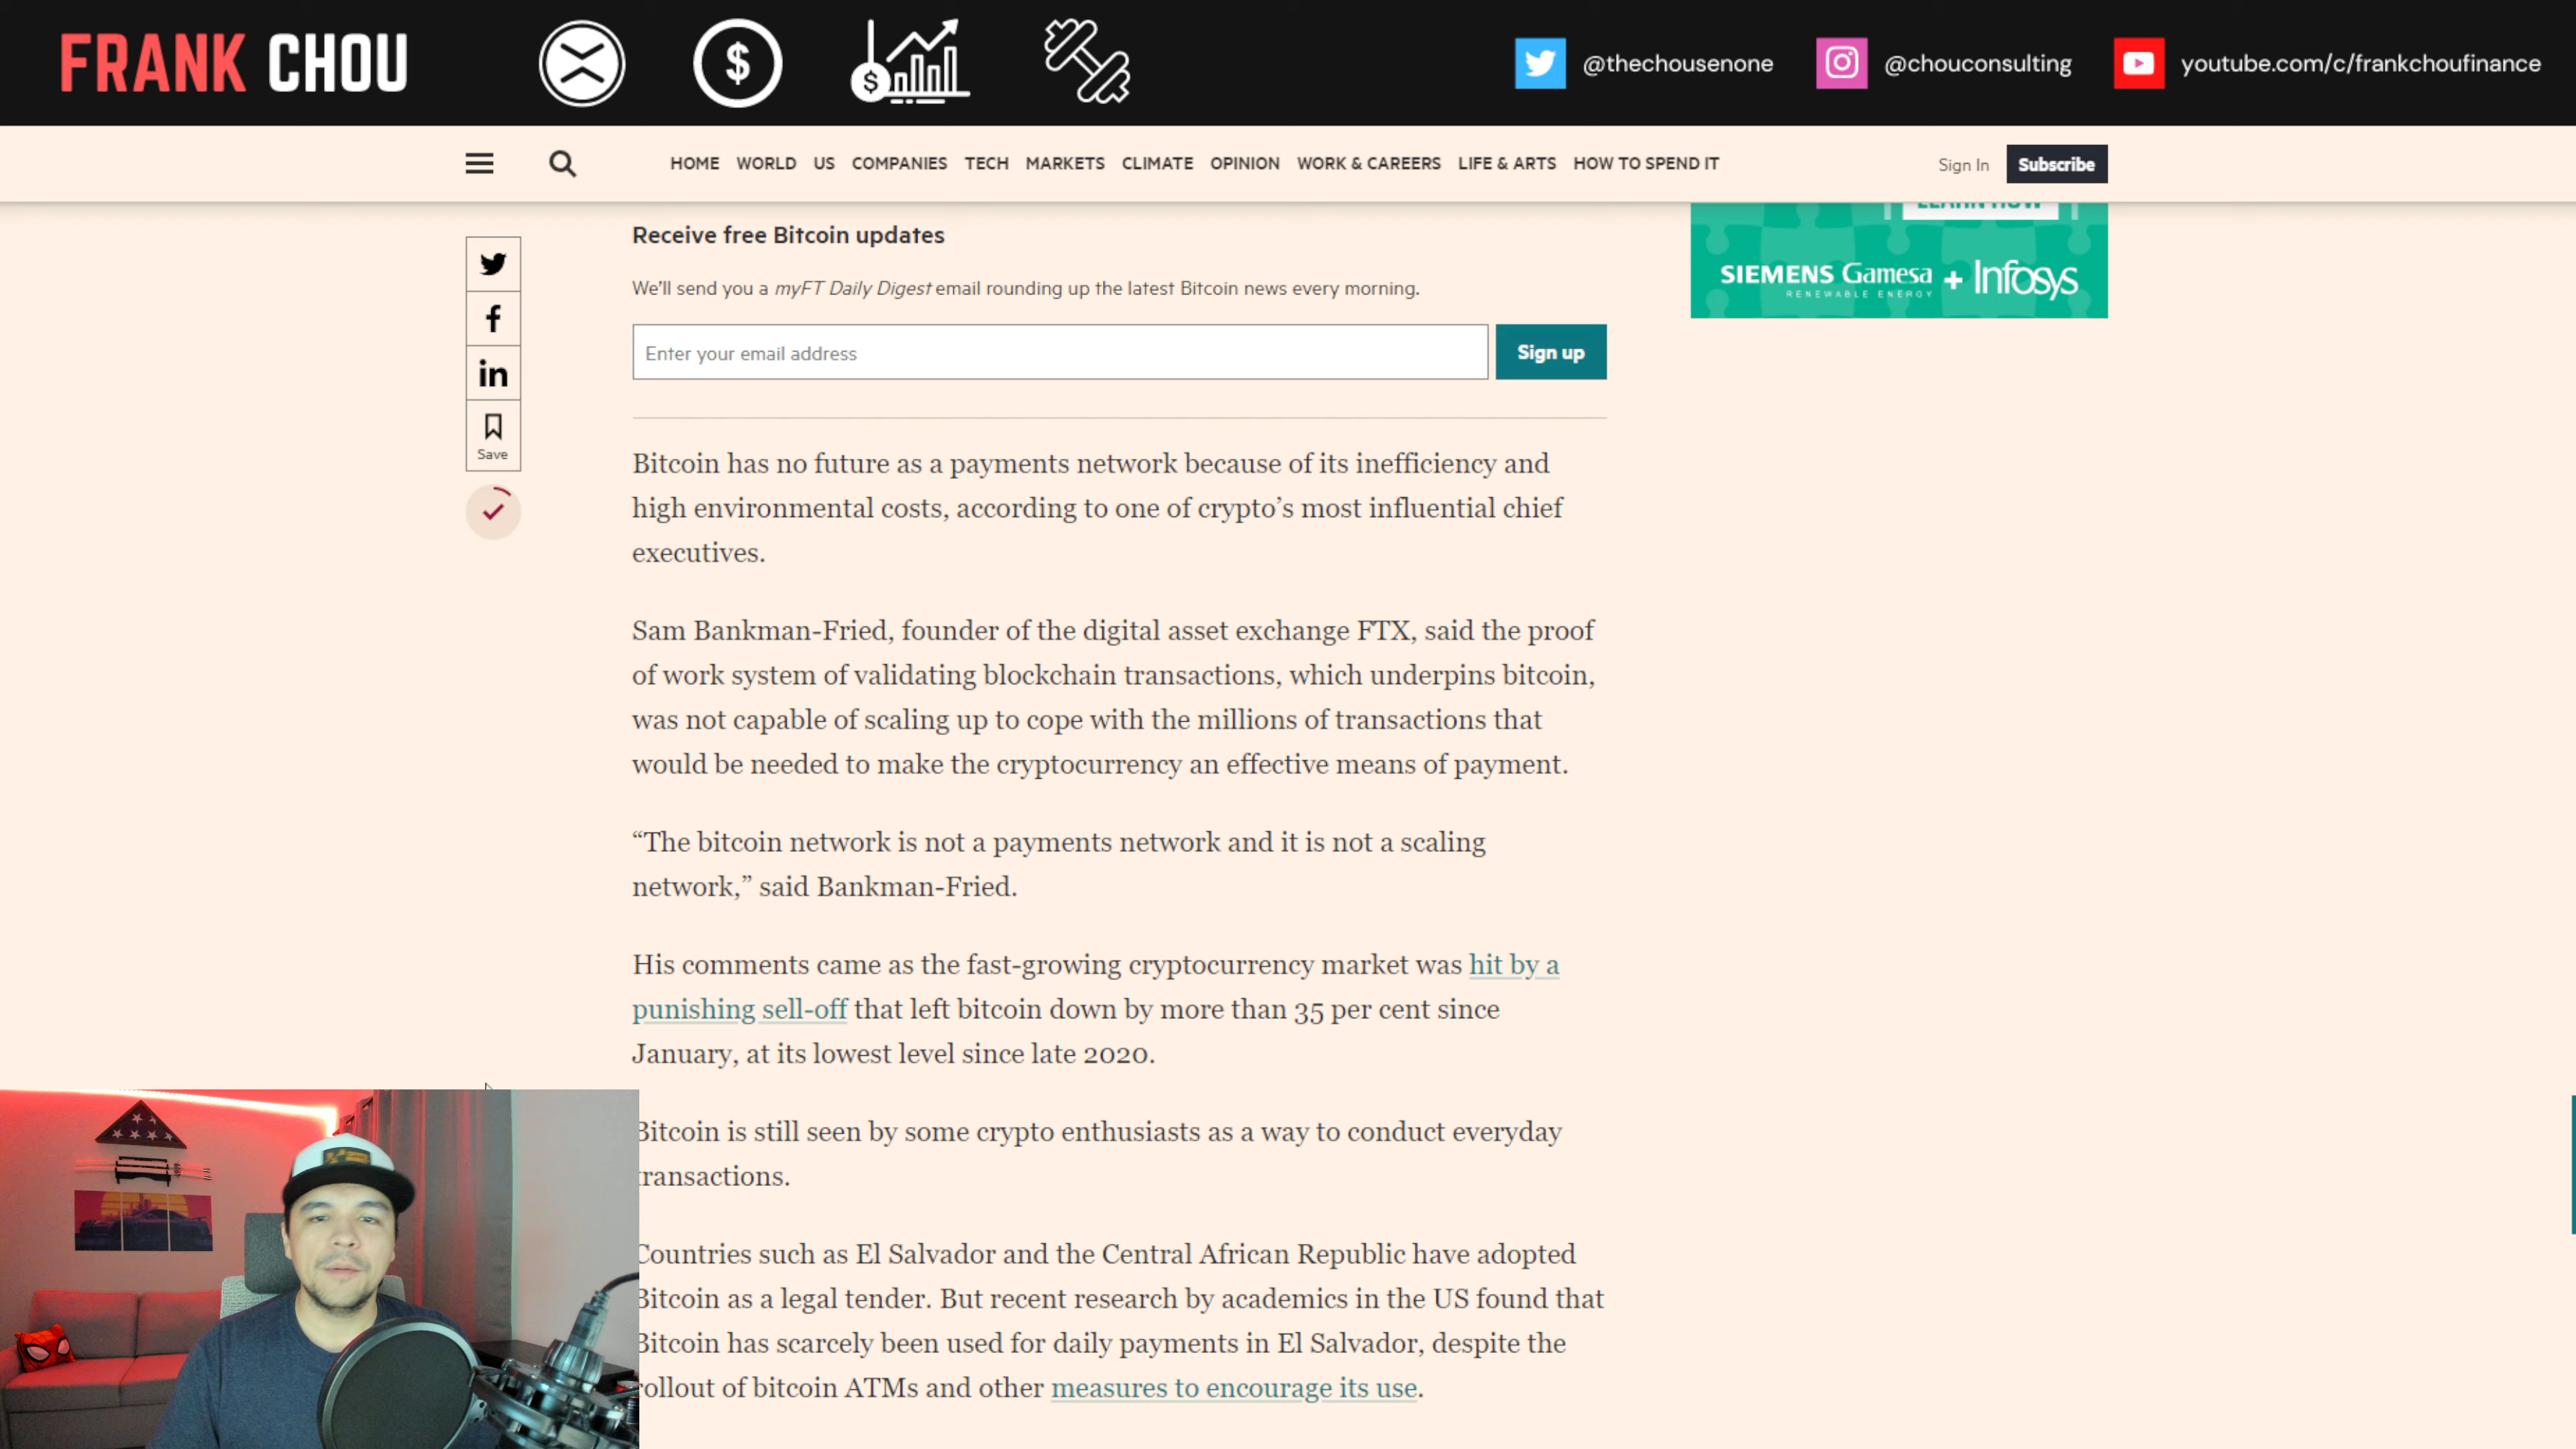 FRANK CHOU
@thechousenone
@chouconsulting
youtube.com/c/frankchoufinance
HOME WORLD US COMPANIES TECH MARKETS CLIMATE OPINION WORK & CAREERS LIFE & ARTS HOW TO SPEND IT
Sign In
Subscribe
Receive free Bitcoin updates
We'll send you a myFT Daily Digest email rounding up the latest Bitcoin news every morning.
Enter your email address
Sign up
Save
LEARN HOW
SIEMENS Gamesa + Infosys
RENEWABLE ENERGY
Bitcoin has no future as a payments network because of its inefficiency and
high environmental costs, according to one of crypto's most influential chief
executives.
Sam Bankman-Fried, founder of the digital asset exchange FTX, said the proof
of work system of validating blockchain transactions, which underpins bitcoin,
was not capable of scaling up to cope with the millions of transactions that
would be needed to make the cryptocurrency an effective means of payment.
“The bitcoin network is not a payments network and it is not a scaling
network,” said Bankman-Fried.
His comments came as the fast-growing cryptocurrency market was hit by a
punishing sell-off that left bitcoin down by more than 35 per cent since
January, at its lowest level since late 2020.
Bitcoin is still seen by some crypto enthusiasts as a way to conduct everyday
transactions.
Countries such as El Salvador and the Central African Republic have adopted
Bitcoin as a legal tender. But recent research by academics in the US found that
Bitcoin has scarcely been used for daily payments in El Salvador, despite the
rollout of bitcoin ATMs and other measures to encourage its use.